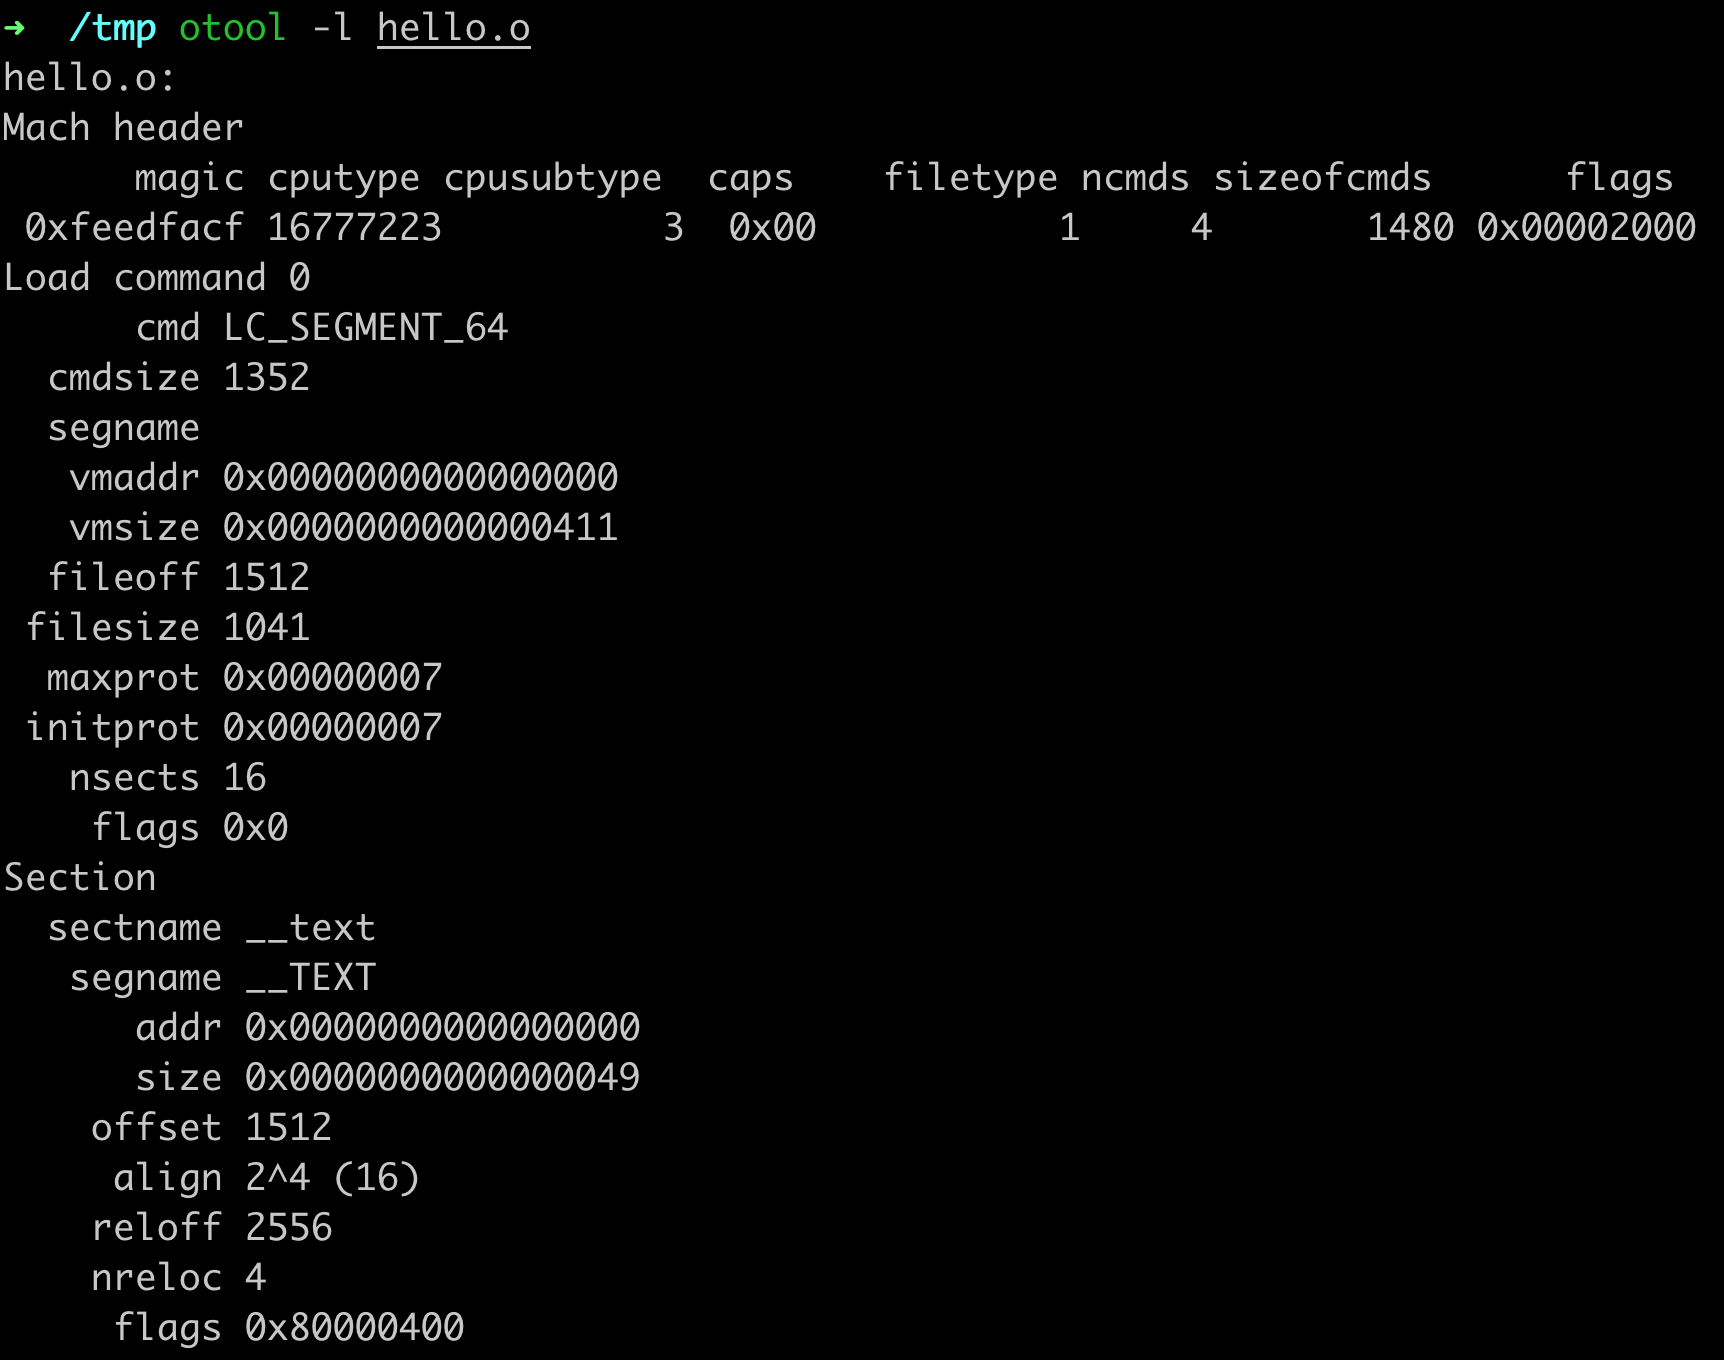 ➜  /tmp otool -l hello.o
hello.o:
Mach header
      magic cputype cpusubtype  caps    filetype ncmds sizeofcmds      flags
 0xfeedfacf 16777223          3  0x00           1     4       1480 0x00002000
Load command 0
      cmd LC_SEGMENT_64
  cmdsize 1352
  segname
   vmaddr 0x0000000000000000
   vmsize 0x0000000000000411
  fileoff 1512
 filesize 1041
  maxprot 0x00000007
 initprot 0x00000007
   nsects 16
    flags 0x0
Section
  sectname __text
   segname __TEXT
      addr 0x0000000000000000
      size 0x0000000000000049
    offset 1512
     align 2^4 (16)
    reloff 2556
    nreloc 4
     flags 0x80000400